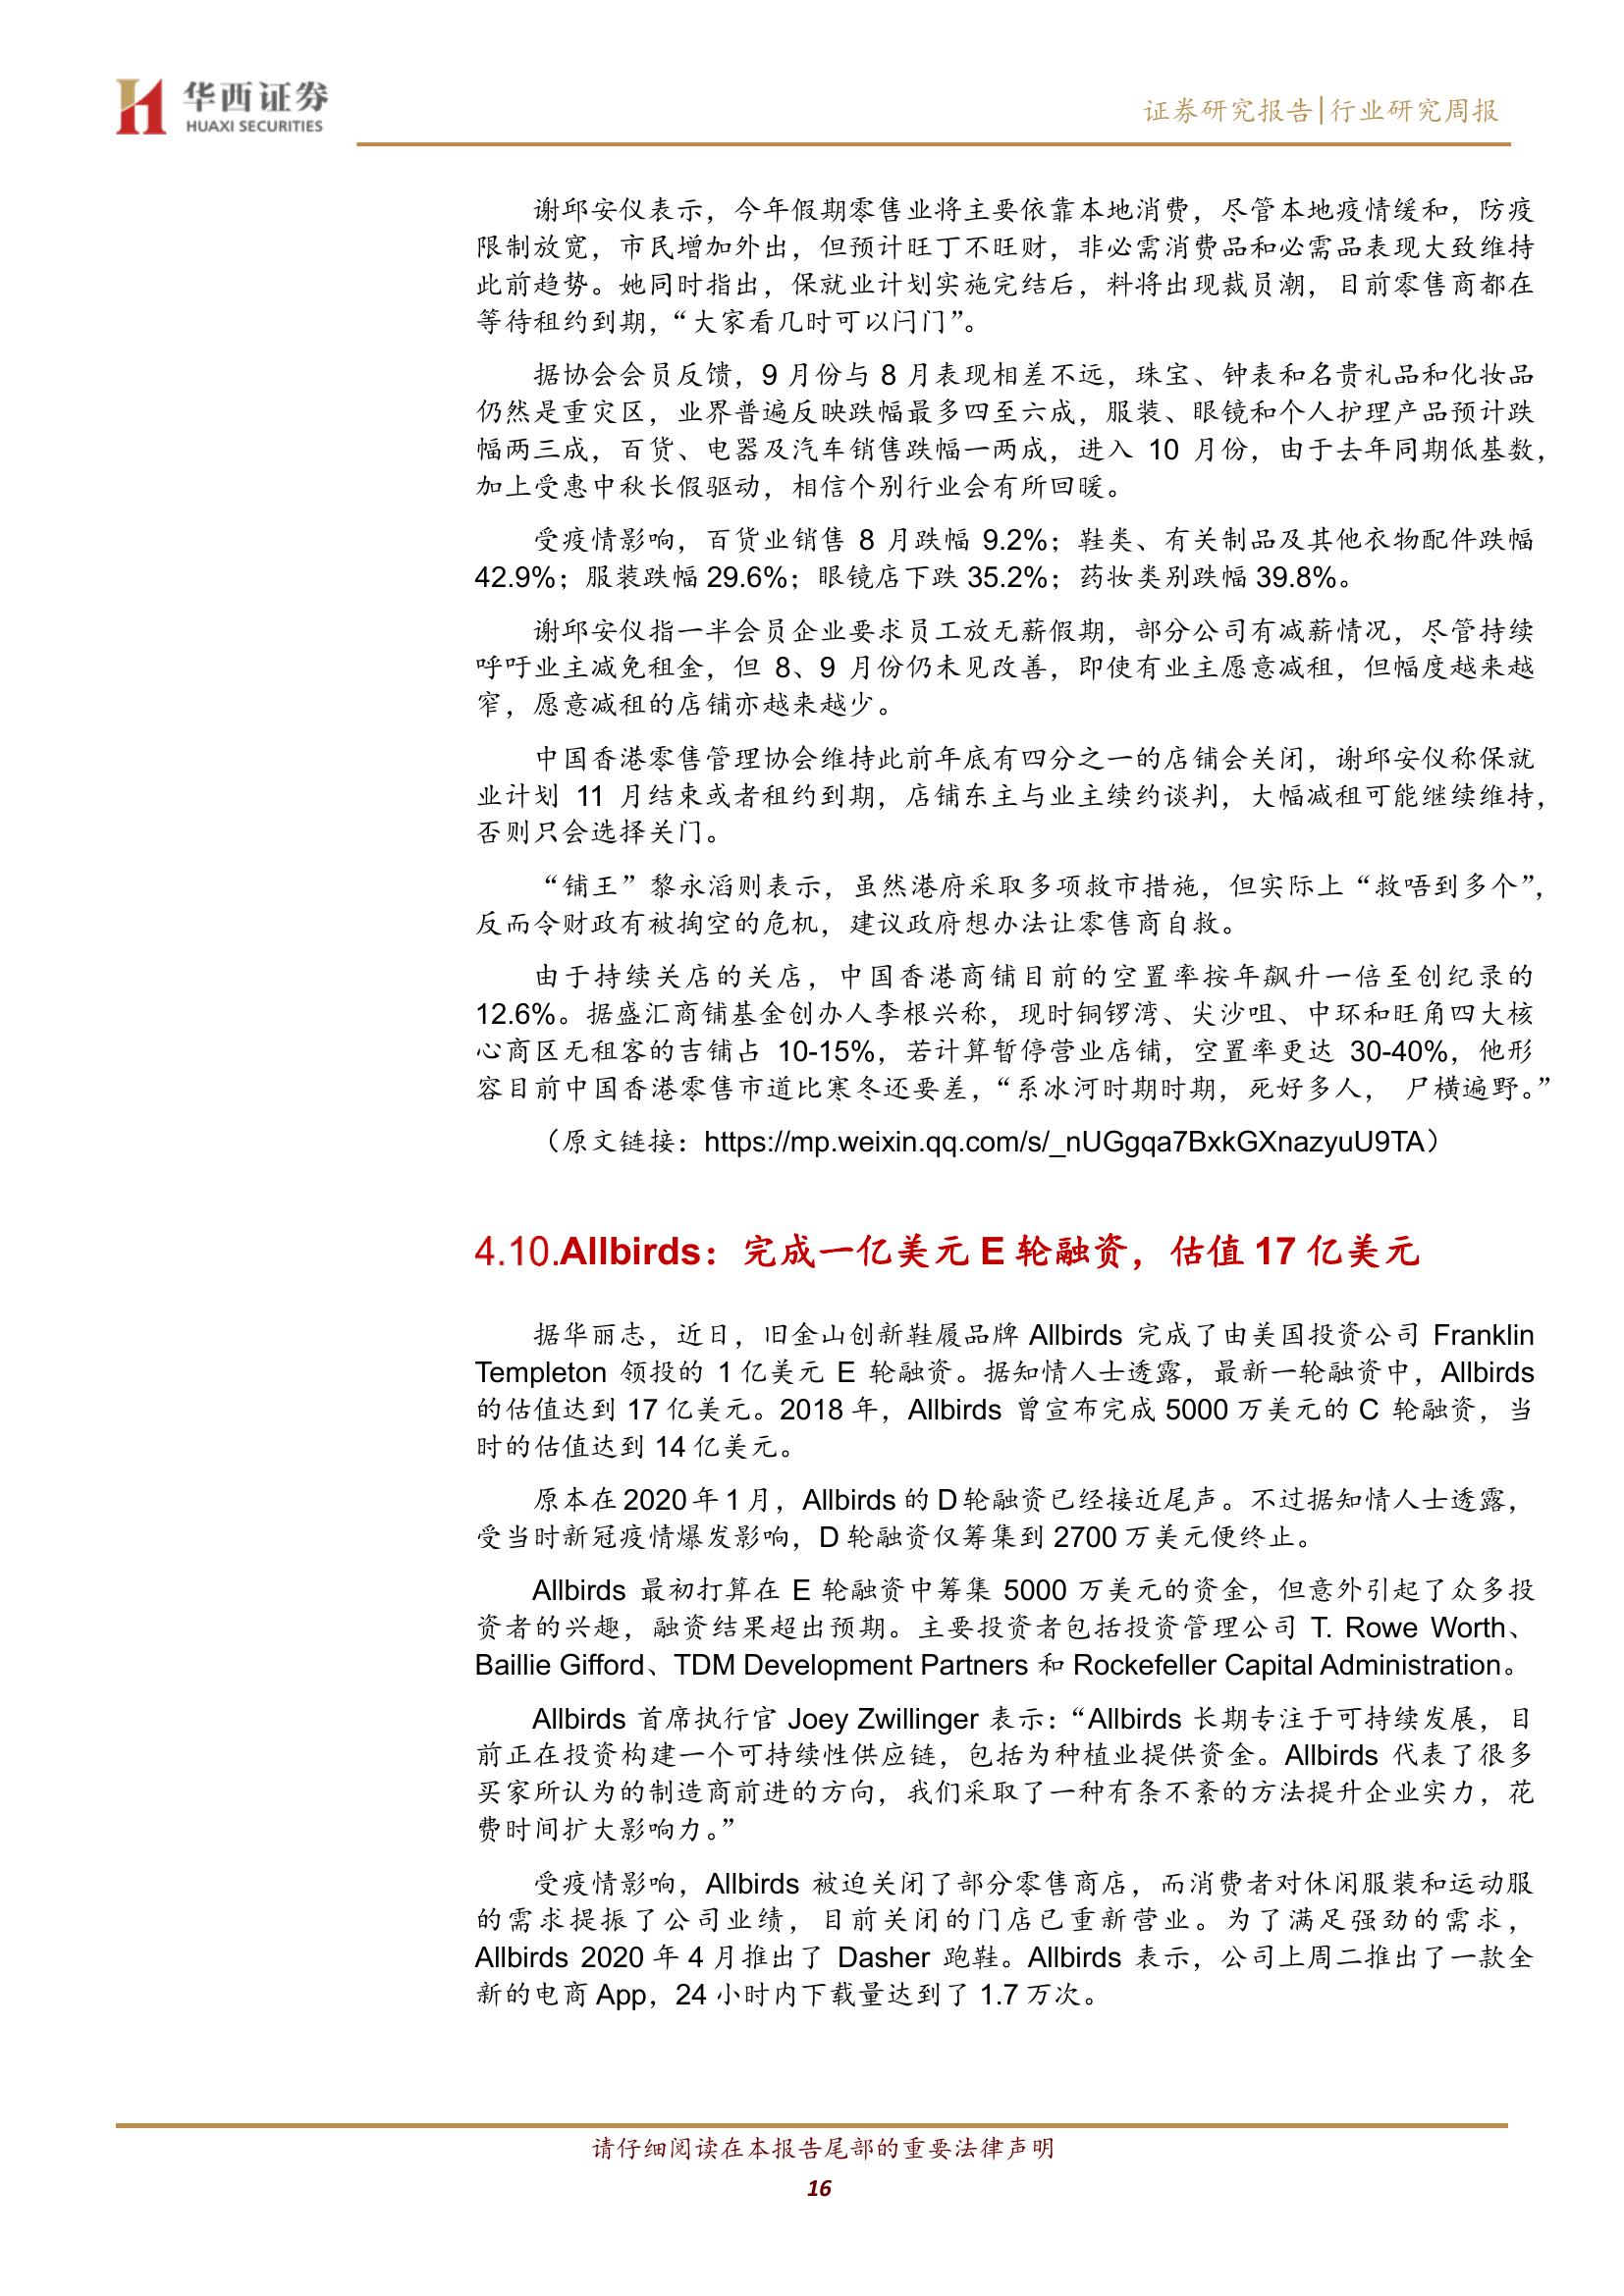 华西证券
HUAXI SECURITIES
证券研究报告|行业研究周报
谢邱安仪表示，今年假期零售业将主要依靠本地消费，尽管本地疫情缓和，防疫
限制放宽，市民增加外出，但预计旺丁不旺财，非必需消费品和必需品表现大致维持
此前趋势。她同时指出，保就业计划实施完结后，料将出现裁员潮，目前零售商都在
等待租约到期，“大家看几时可以闩门”。
据协会会员反馈，9 月份与 8 月表现相差不远，珠宝、钟表和名贵礼品和化妆品
仍然是重灾区，业界普遍反映跌幅最多四至六成，服装、眼镜和个人护理产品预计跌
幅两三成，百货、电器及汽车销售跌幅一两成，进入 10 月份，由于去年同期低基数，
加上受惠中秋长假驱动，相信个别行业会有所回暖。
受疫情影响，百货业销售 8 月跌幅 9.2%；鞋类、有关制品及其他衣物配件跌幅
42.9%；服装跌幅 29.6%；眼镜店下跌 35.2%；药妆类别跌幅 39.8%。
谢邱安仪指一半会员企业要求员工放无薪假期，部分公司有减薪情况，尽管持续
呼吁业主减免租金，但 8、9 月份仍未见改善，即使有业主愿意减租，但幅度越来越
窄，愿意减租的店铺亦越来越少。
中国香港零售管理协会维持此前年底有四分之一的店铺会关闭，谢邱安仪称保就
业计划 11 月结束或者租约到期，店铺东主与业主续约谈判，大幅减租可能继续维持，
否则只会选择关门。
“铺王”黎永滔则表示，虽然港府采取多项救市措施，但实际上“救唔到多个”，
反而令财政有被掏空的危机，建议政府想办法让零售商自救。
由于持续关店的关店，中国香港商铺目前的空置率按年飙升一倍至创纪录的
12.6%。据盛汇商铺基金创办人李根兴称，现时铜锣湾、尖沙咀、中环和旺角四大核
心商区无租客的吉铺占 10-15%，若计算暂停营业店铺，空置率更达 30-40%，他形
容目前中国香港零售市道比寒冬还要差，“系冰河时期时期，死好多人， 尸横遍野。”
（原文链接：https://mp.weixin.qq.com/s/_nUGgqa7BxkGXnazyuU9TA）
4.10.Allbirds：完成一亿美元 E 轮融资，估值 17 亿美元
据华丽志，近日，旧金山创新鞋履品牌 Allbirds 完成了由美国投资公司 Franklin
Templeton 领投的 1 亿美元 E 轮融资。据知情人士透露，最新一轮融资中，Allbirds
的估值达到 17 亿美元。2018 年，Allbirds 曾宣布完成 5000 万美元的 C 轮融资，当
时的估值达到 14 亿美元。
原本在 2020 年 1 月，Allbirds 的 D 轮融资已经接近尾声。不过据知情人士透露，
受当时新冠疫情爆发影响，D 轮融资仅筹集到 2700 万美元便终止。
Allbirds 最初打算在 E 轮融资中筹集 5000 万美元的资金，但意外引起了众多投
资者的兴趣，融资结果超出预期。主要投资者包括投资管理公司 T. Rowe Worth、
Baillie Gifford、TDM Development Partners 和 Rockefeller Capital Administration。
Allbirds 首席执行官 Joey Zwillinger 表示：“Allbirds 长期专注于可持续发展，目
前正在投资构建一个可持续性供应链，包括为种植业提供资金。Allbirds 代表了很多
买家所认为的制造商前进的方向，我们采取了一种有条不紊的方法提升企业实力，花
费时间扩大影响力。”
受疫情影响，Allbirds 被迫关闭了部分零售商店，而消费者对休闲服装和运动服
的需求提振了公司业绩，目前关闭的门店已重新营业。为了满足强劲的需求，
Allbirds 2020 年 4 月推出了 Dasher 跑鞋。Allbirds 表示，公司上周二推出了一款全
新的电商 App，24 小时内下载量达到了 1.7 万次。
请仔细阅读在本报告尾部的重要法律声明
16